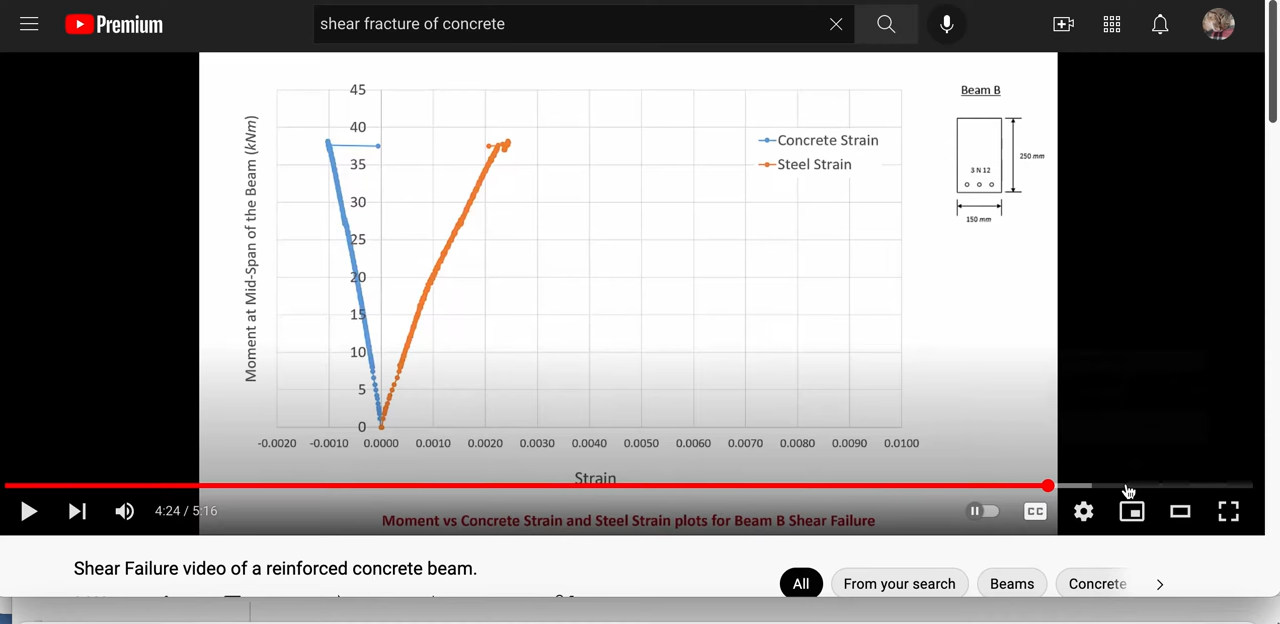 Premium
shear fracture of concrete
45
40
35
30
25
20
15
10
5
0
Moment at Mid-Span of the Beam (kNm)
-0.0020 -0.0010 0.0000 0.0010 0.0020 0.0030 0.0040 0.0050 0.0060 0.0070 0.0080 0.0090 0.0100
Strain
Concrete Strain
Steel Strain
Beam B
3 N 12
250 mm
150 mm
4:24 / 5:16
CC
Moment vs Concrete Strain and Steel Strain plots for Beam B Shear Failure
Shear Failure video of a reinforced concrete beam.
All From your search Beams Concrete